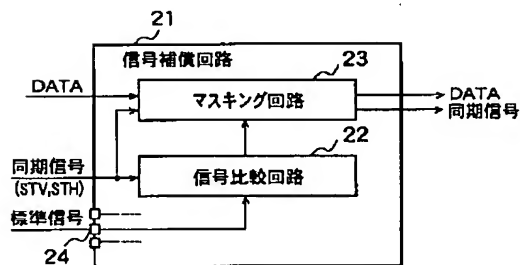 21
信号補償回路
23
DATA
マスキング回路
DATA
同期信号
22
同期信号
(STV,STH)
信号比較回路
標準信号
24